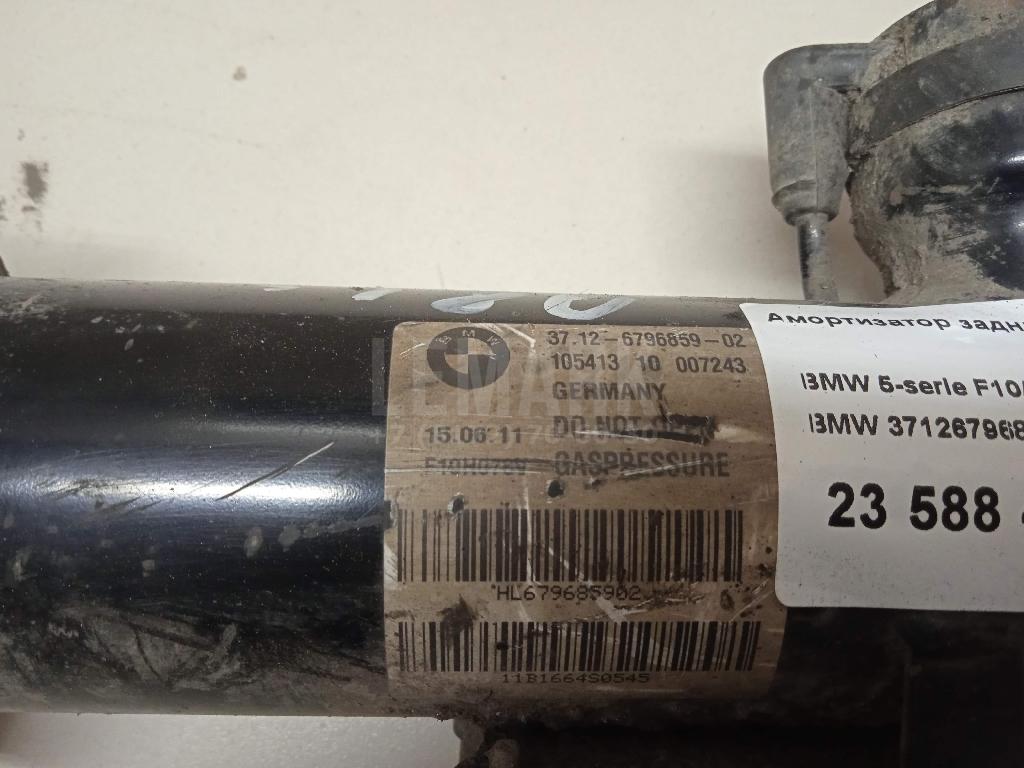 BMW
37.12-6796859-02
105413 10 007243
GERMANY
15.06.11 DO NOT OPEN
GASPRESSURE
*HL679685902
11B1664S0545
Амортизатор задн
BMW 5-serie F10
BMW 371267968
23 588